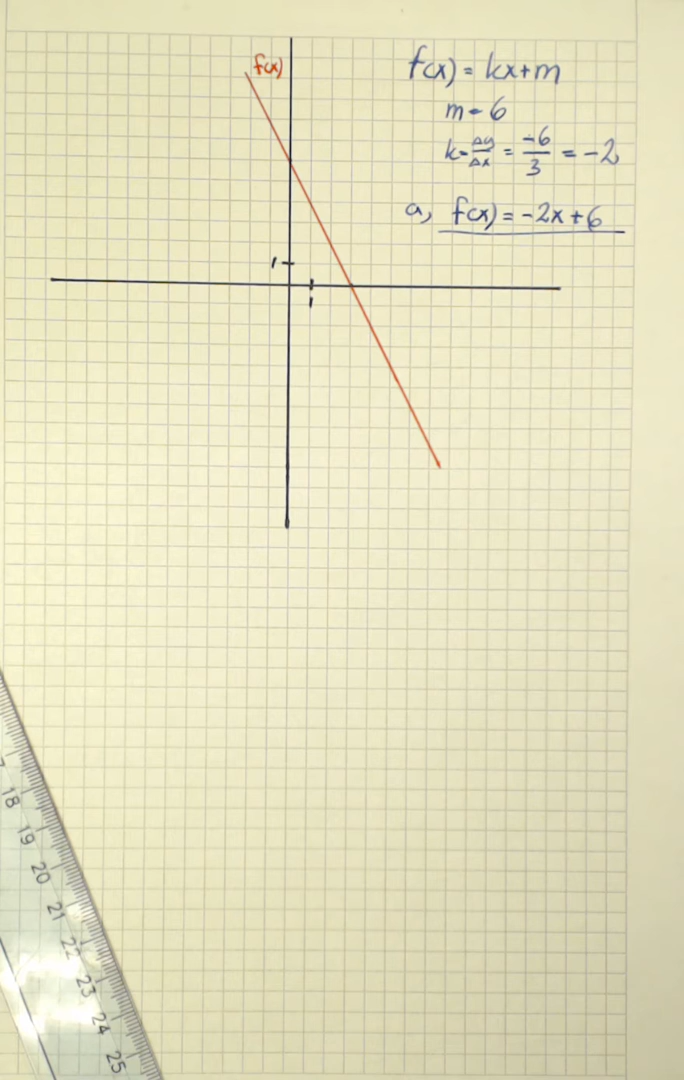 f(x)
f(x) = kx+m
m = 6
k = Δy/Δx = -6/3 = -2
a, f(x) = -2x+6
1
1
18
19
20
21
22
23
24
25